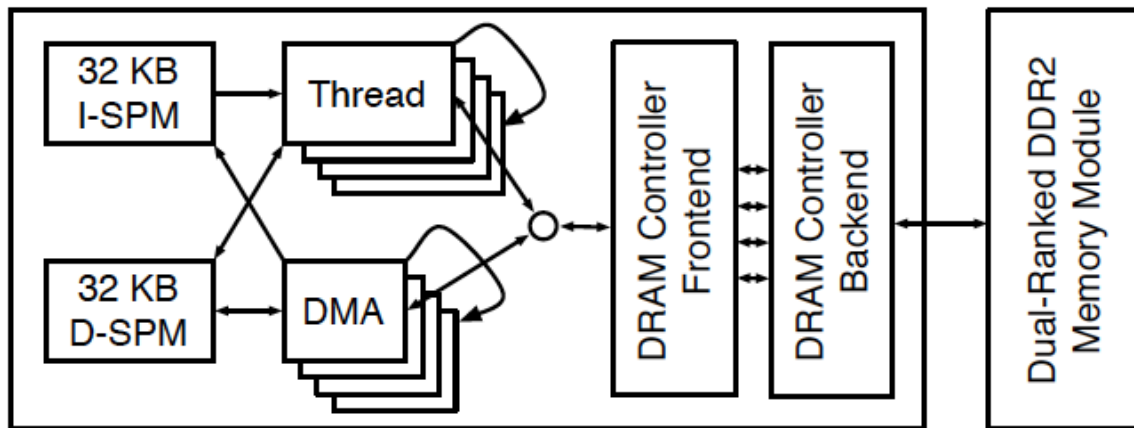 32 KB
I-SPM
Thread
32 KB
D-SPM
DMA
DRAM Controller
Frontend
DRAM Controller
Backend
Dual-Ranked DDR2
Memory Module